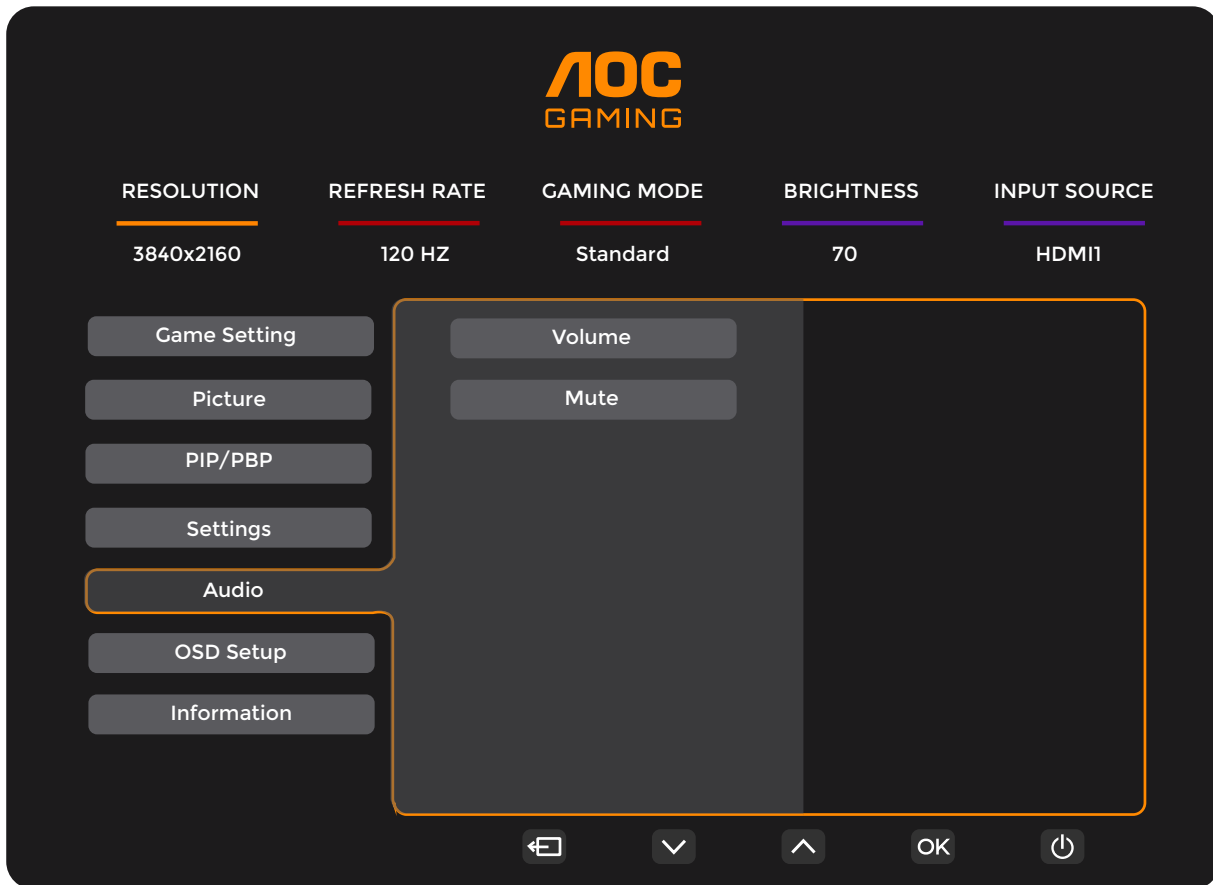 AOC
GAMING
RESOLUTION REFRESH RATE GAMING MODE BRIGHTNESS INPUT SOURCE
3840x2160 120 HZ Standard 70 HDMI1
Game Setting
Volume
Picture
Mute
PIP/PBP
Settings
Audio
OSD Setup
Information
OK